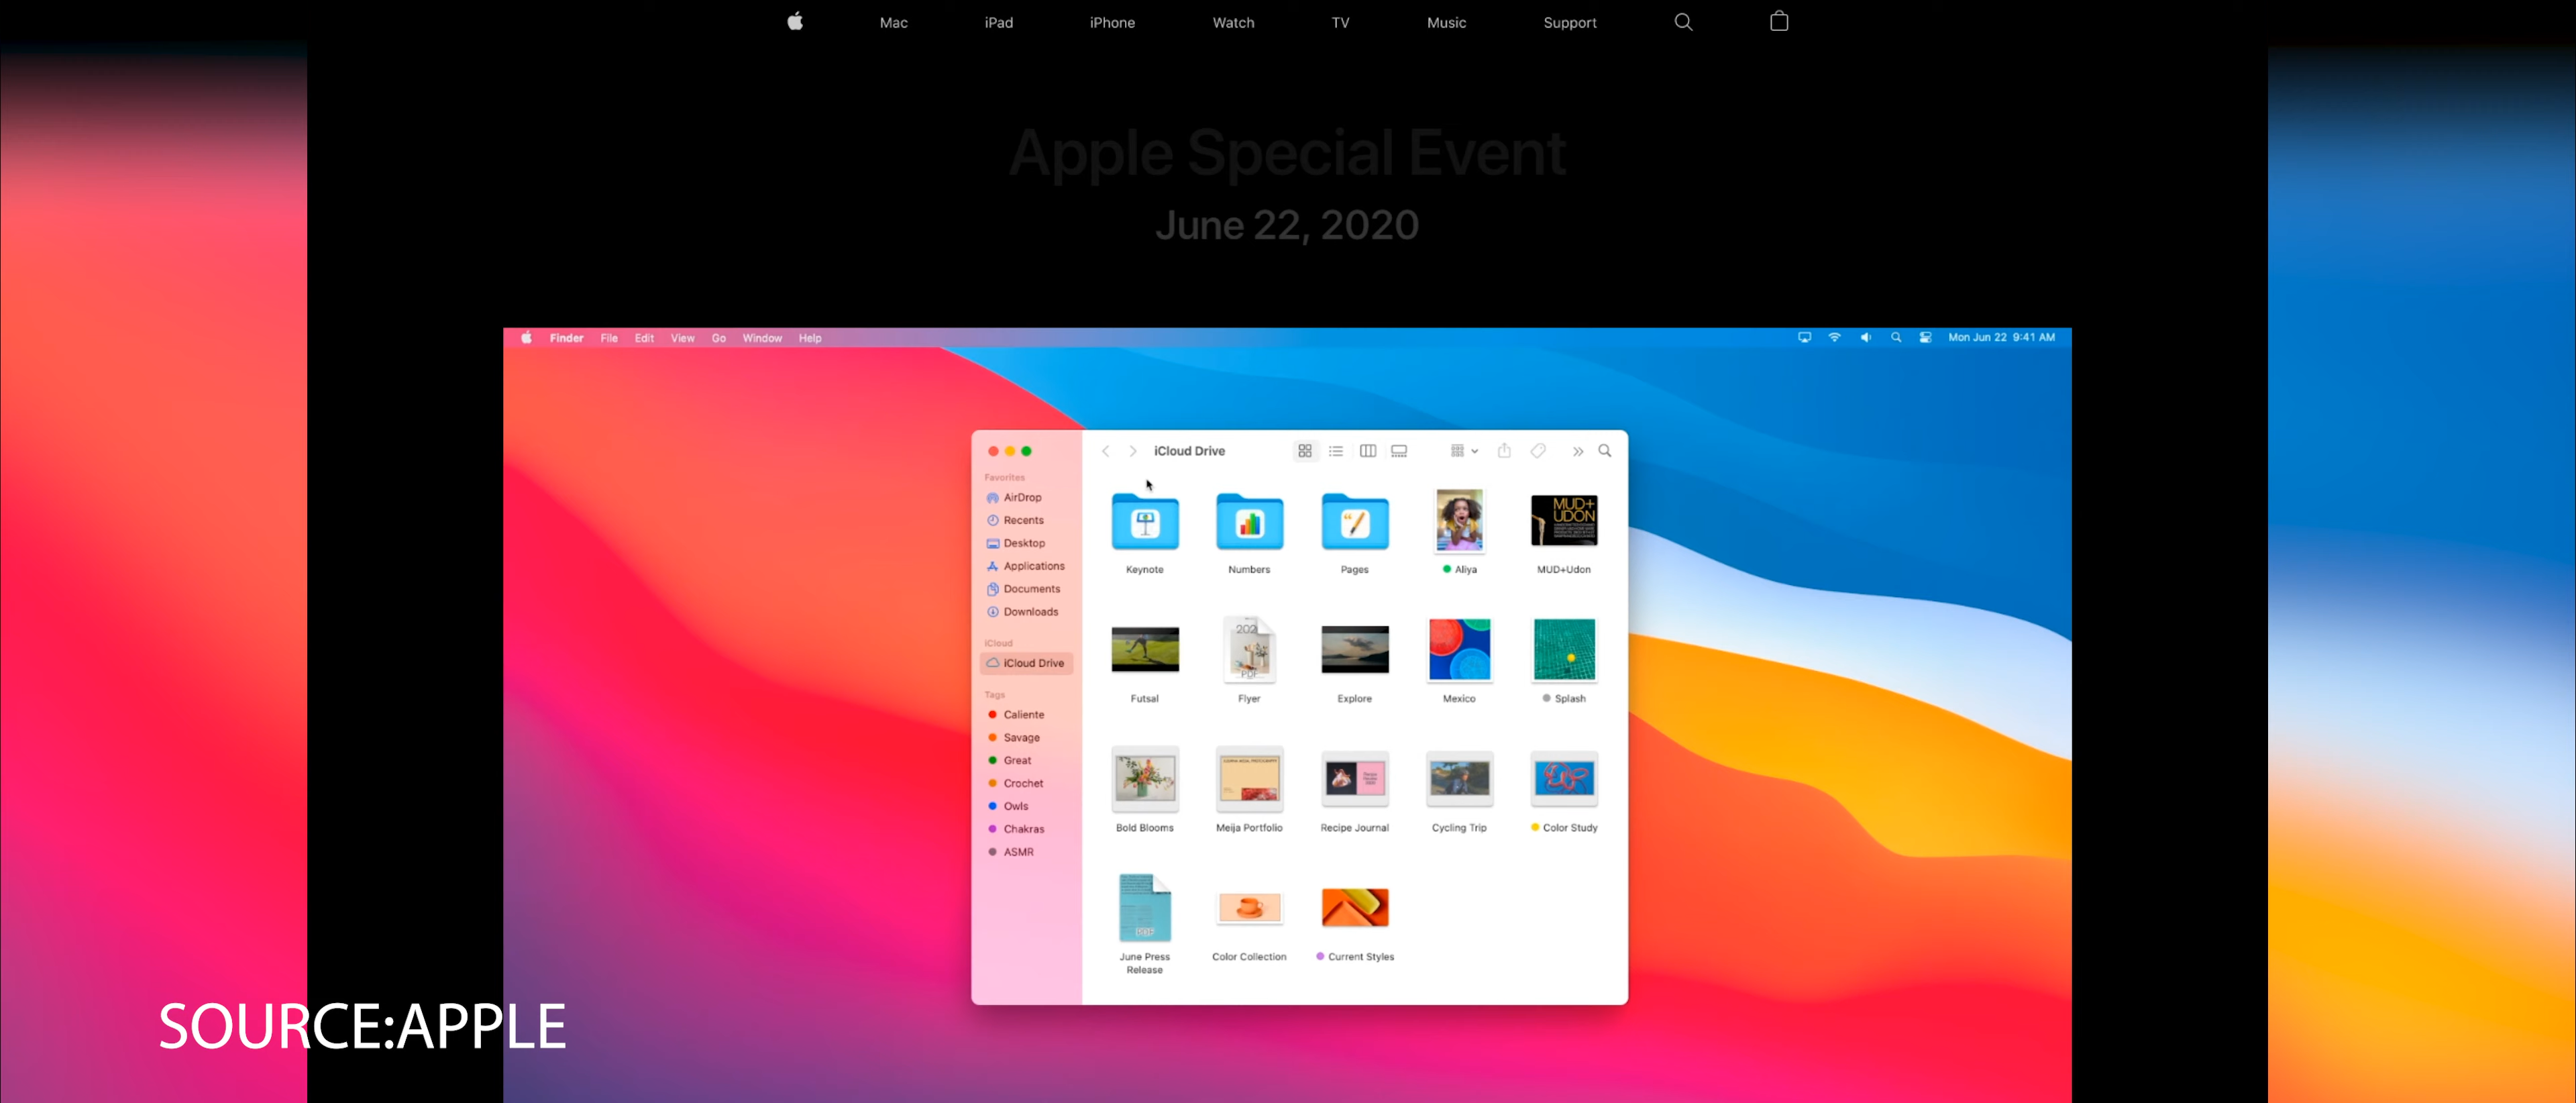 Mac iPad iPhone Watch TV Music Support
Apple Special Event
June 22, 2020
Finder File Edit View Go Window Help
Mon Jun 22 9:41 AM
iCloud Drive
Favorites
AirDrop
Recents
Desktop
Applications
Documents
Downloads
iCloud
iCloud Drive
Tags
Caliente
Savage
Great
Crochet
Owls
Chakras
ASMR
Keynote Numbers Pages Aliya MUD+Udon
MUD+
UDON
Futsal Flyer Explore Mexico Splash
202
PDF
Bold Blooms Meija Portfolio Recipe Journal Cycling Trip Color Study
PDF
June Press
Release
Color Collection Current Styles
SOURCE:APPLE